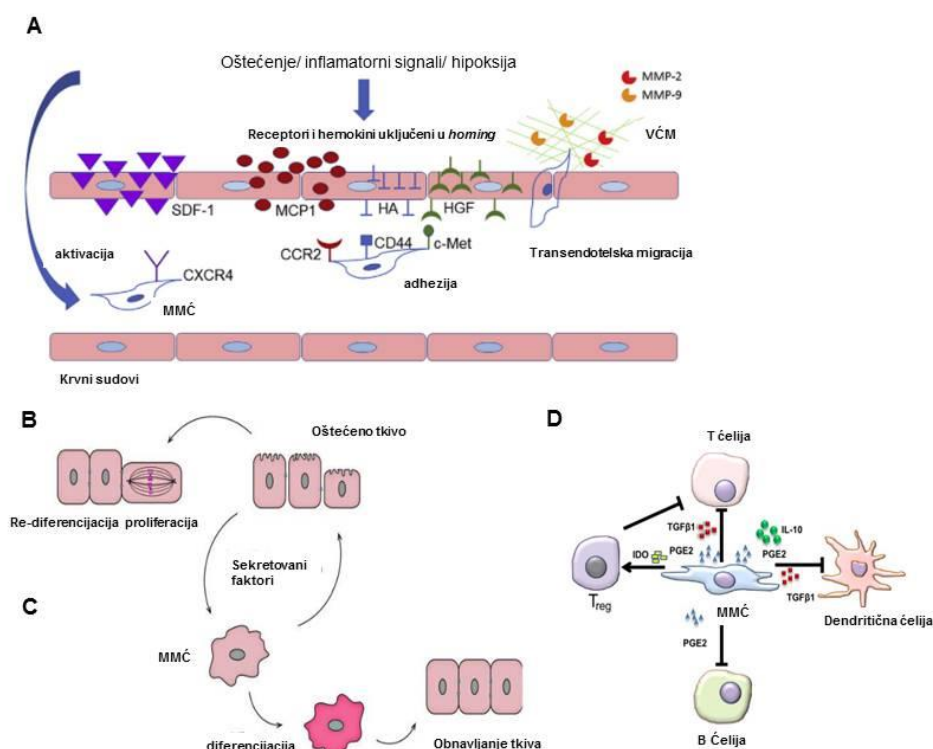 A
Oštećenje/ inflamatorni signali/ hipoksija
MMP-2
MMP-9
VĆM
Receptori i hemokini uključeni u homing
SDF-1
MCP1
HA
HGF
aktivacija
CXCR4
MMĆ
CCR2
CD44
c-Met
adhezija
Transendotelska migracija
Krvni sudovi
B
Oštećeno tkivo
Re-diferencijacija proliferacija
Sekretovani
faktori
C
MMĆ
diferencijacija
Obnavljanje tkiva
D
T ćelija
TGFβ1
IL-10
IDO
PGE2
PGE2
Treg
MMĆ
TGFβ1
Dendritična ćelija
PGE2
B Ćelija